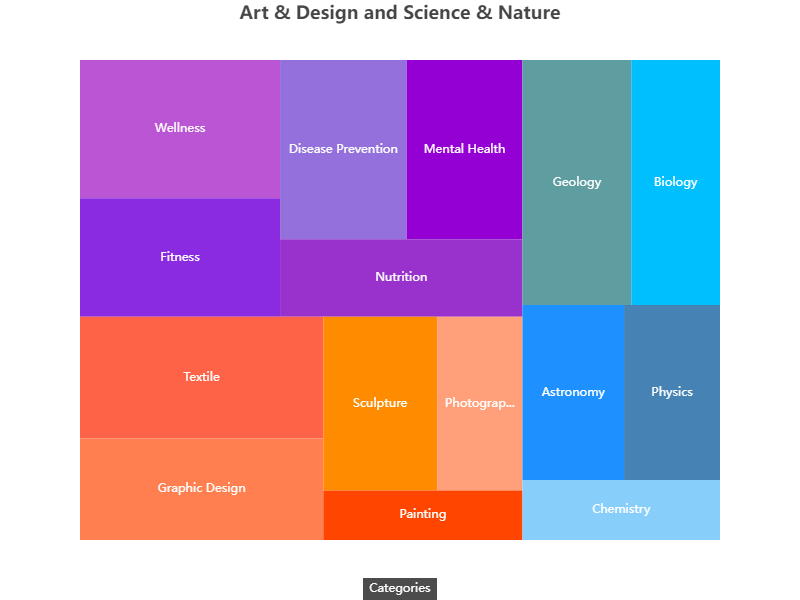 Art & Design and Science & Nature
Wellness
Disease Prevention
Mental Health
Geology
Biology
Fitness
Nutrition
Textile
Sculpture
Photograp...
Astronomy
Physics
Graphic Design
Painting
Chemistry
Categories